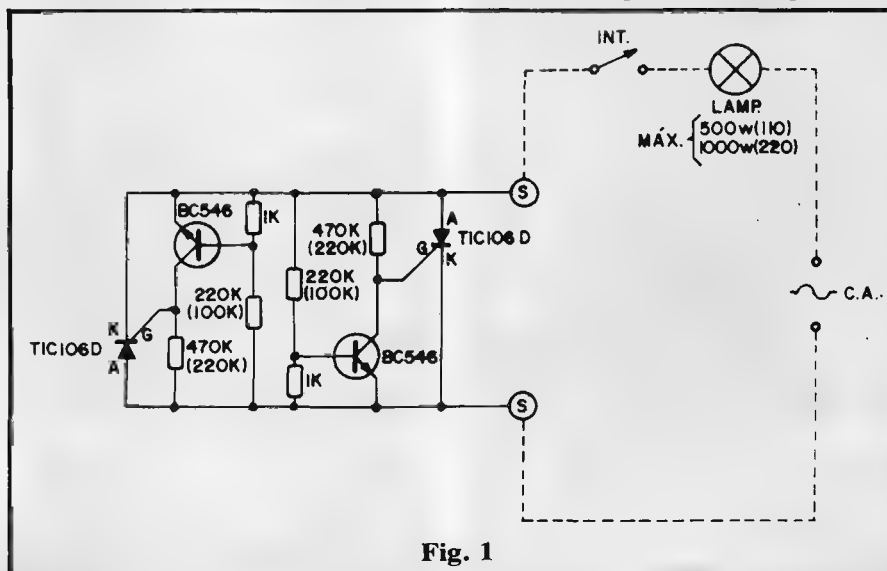 INT.
LAMP.
MÁX.
500w(110)
1000w(220)
S
BC546
1K
470K
(220K)
A
G
K
TIC106D
220K
(100K)
220K
(100K)
K
G
TIC106D
A
470K
(220K)
BC546
1K
C.A.
S
Fig. 1